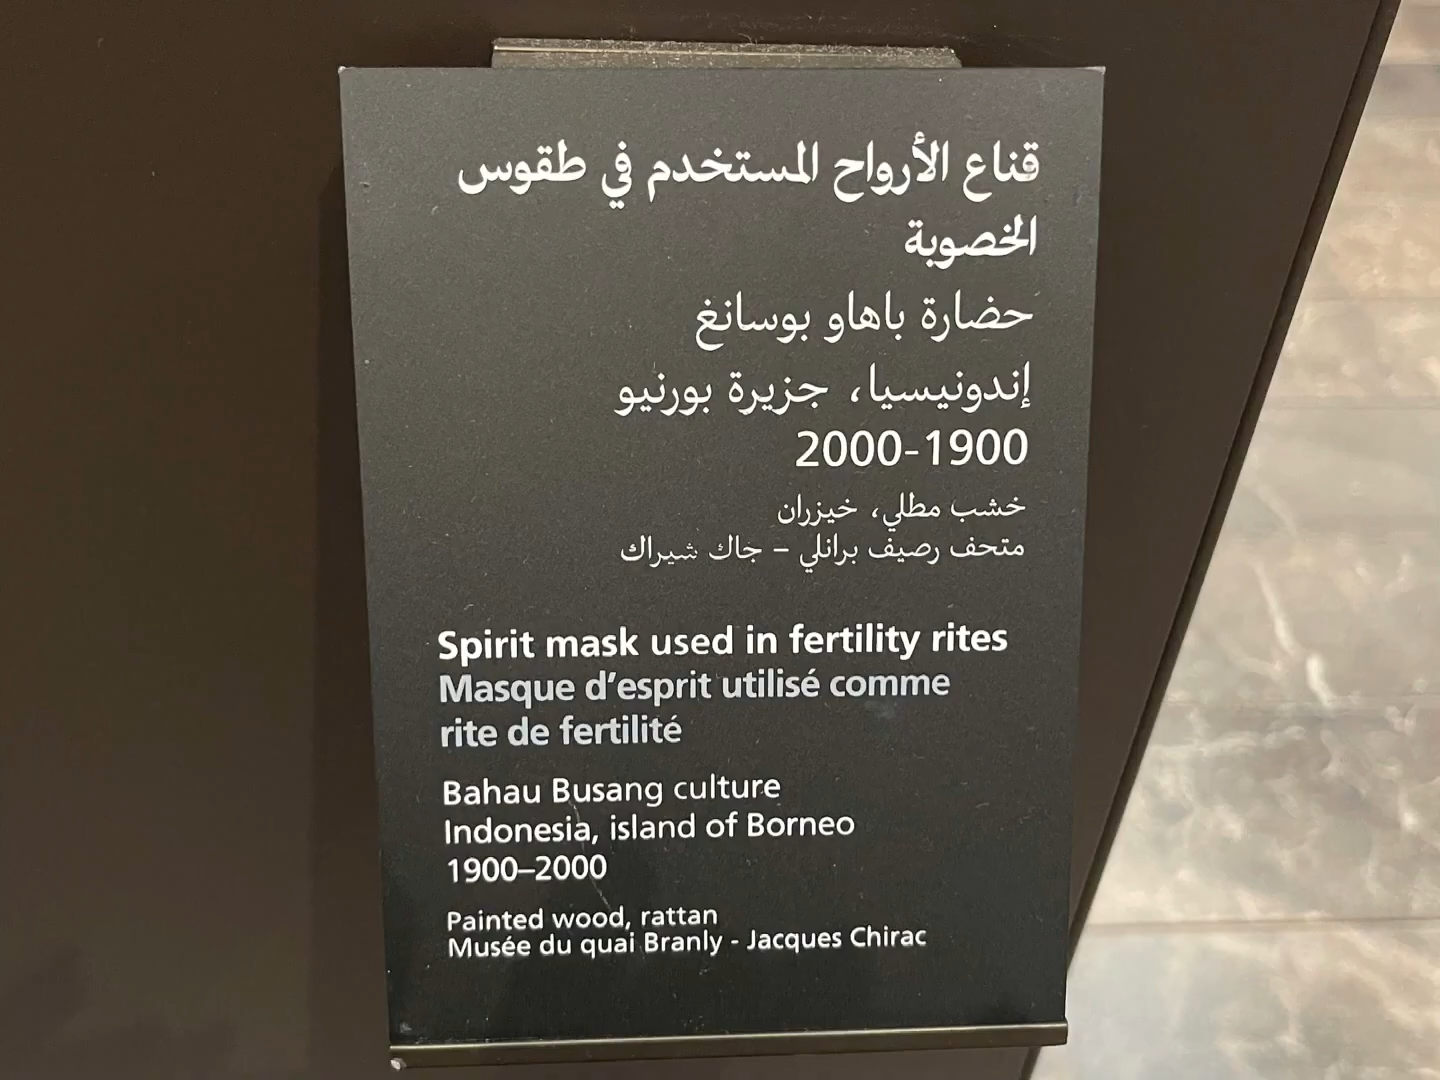 قناع الأرواح المستخدم في طقوس
الخصوبة
حضارة باهاو بوسانغ
إندونيسيا، جزيرة بورنيو
2000-1900
خشب مطلي، خيزران
متحف رصيف برانلي – جاك شيراك
Spirit mask used in fertility rites
Masque d’esprit utilisé comme
rite de fertilité
Bahau Busang culture
Indonesia, island of Borneo
1900–2000
Painted wood, rattan
Musée du quai Branly - Jacques Chirac